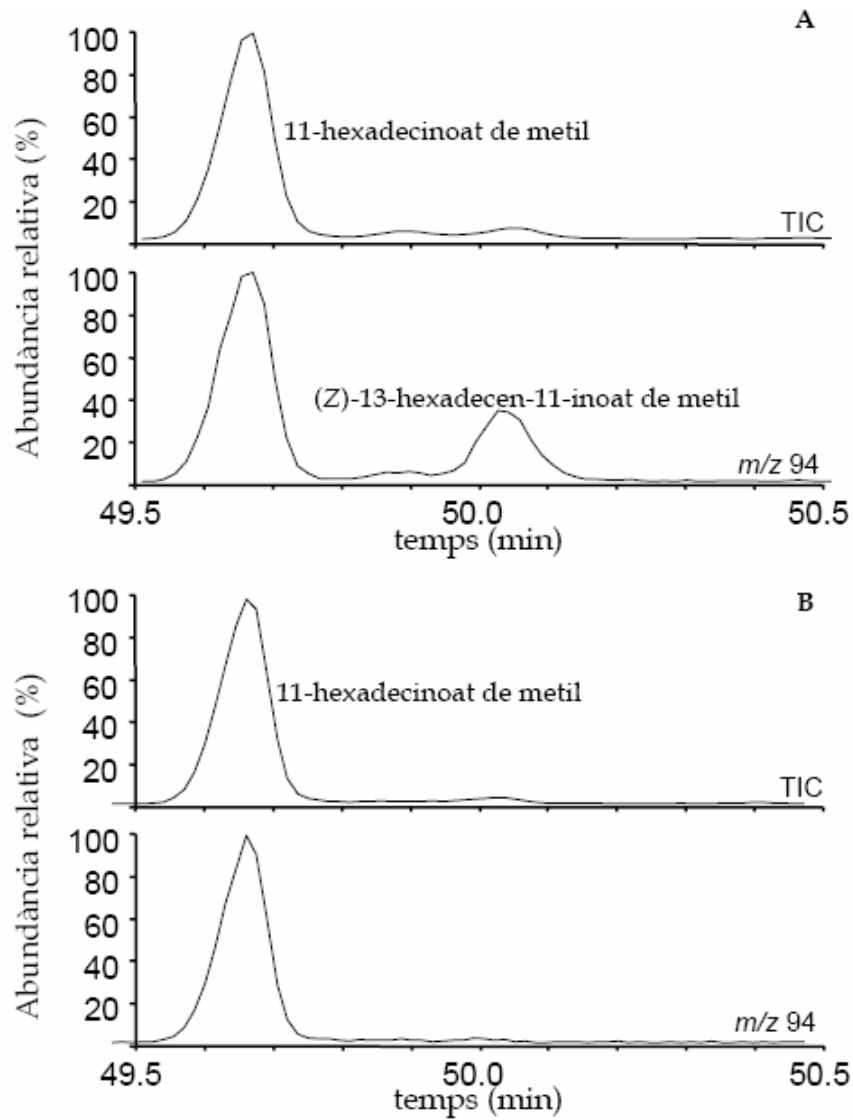 A
Abundància relativa (%)
100
80
60
40
20
11-hexadecinoat de metil
TIC
100
80
60
40
20
(Z)-13-hexadecen-11-inoat de metil
m/z 94
49.5 50.0 50.5
temps (min)
B
Abundància relativa (%)
100
80
60
40
20
11-hexadecinoat de metil
TIC
100
80
60
40
20
m/z 94
49.5 50.0 50.5
temps (min)